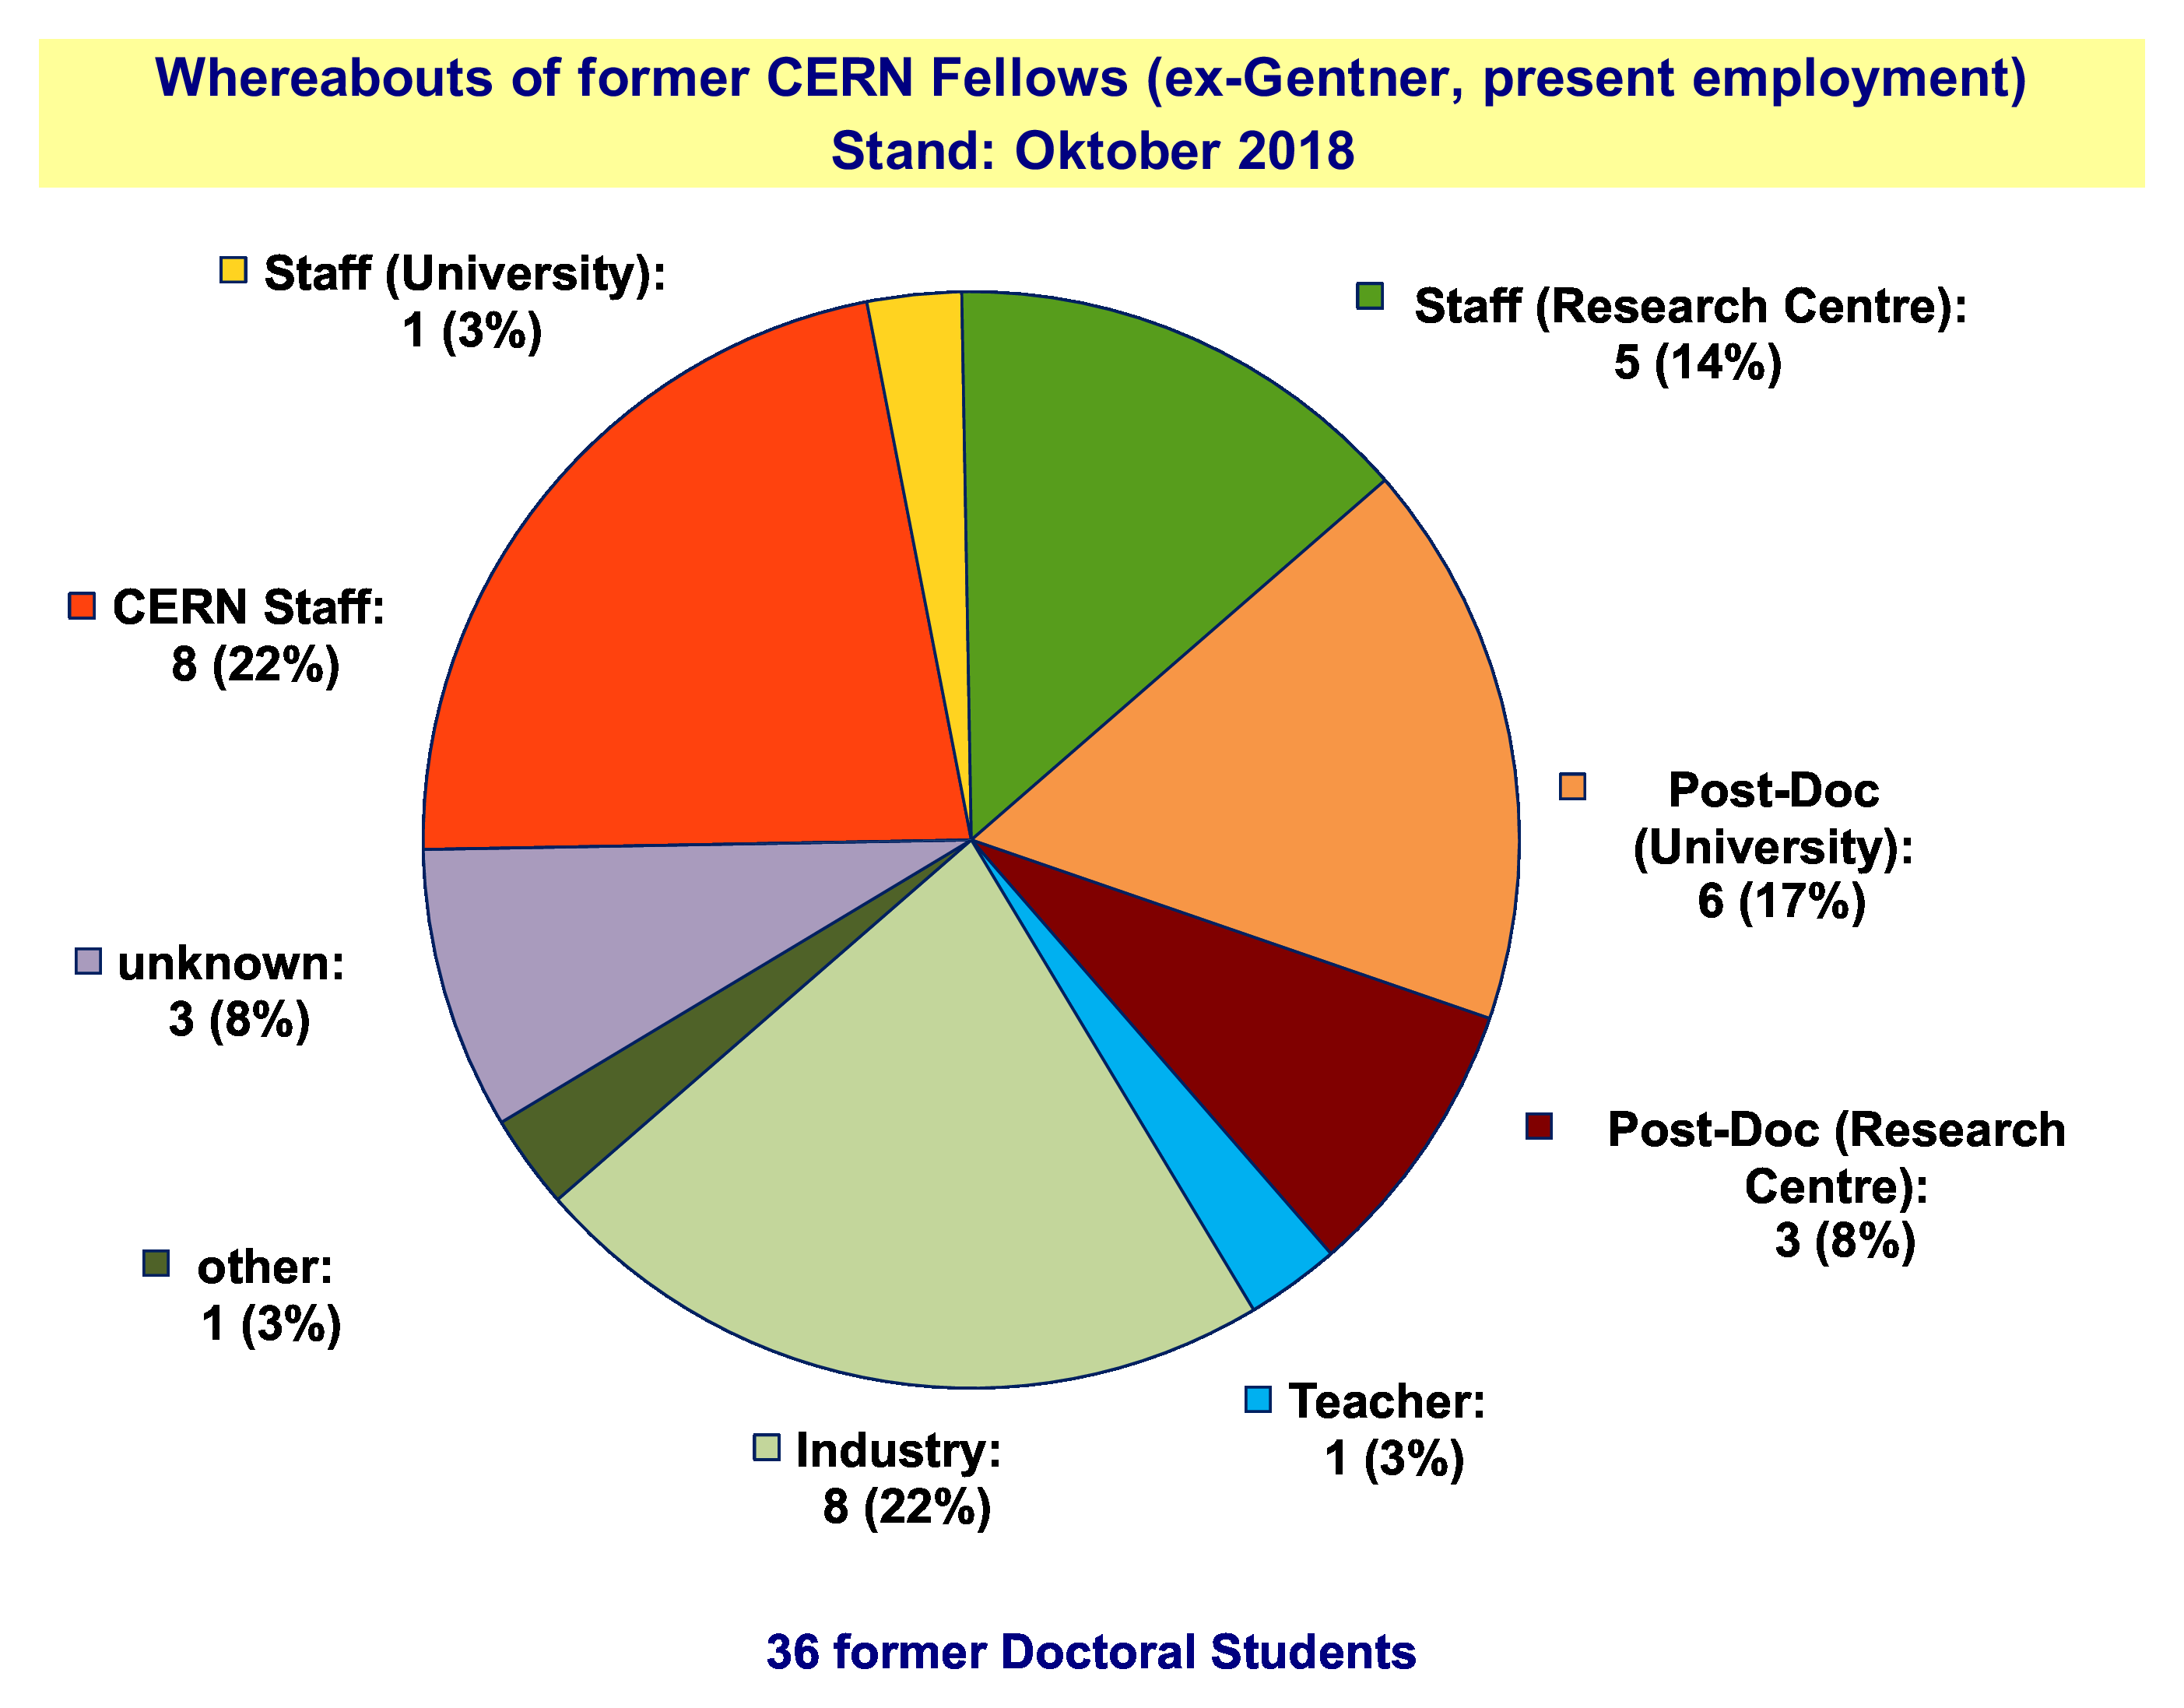 Whereabouts of former CERN Fellows (ex-Gentner, present employment)
Stand: Oktober 2018
Staff (University):
1 (3%)
Staff (Research Centre):
5 (14%)
CERN Staff:
8 (22%)
Post-Doc
(University):
6 (17%)
unknown:
3 (8%)
Post-Doc (Research
Centre):
3 (8%)
other:
1 (3%)
Teacher:
1 (3%)
Industry:
8 (22%)
36 former Doctoral Students